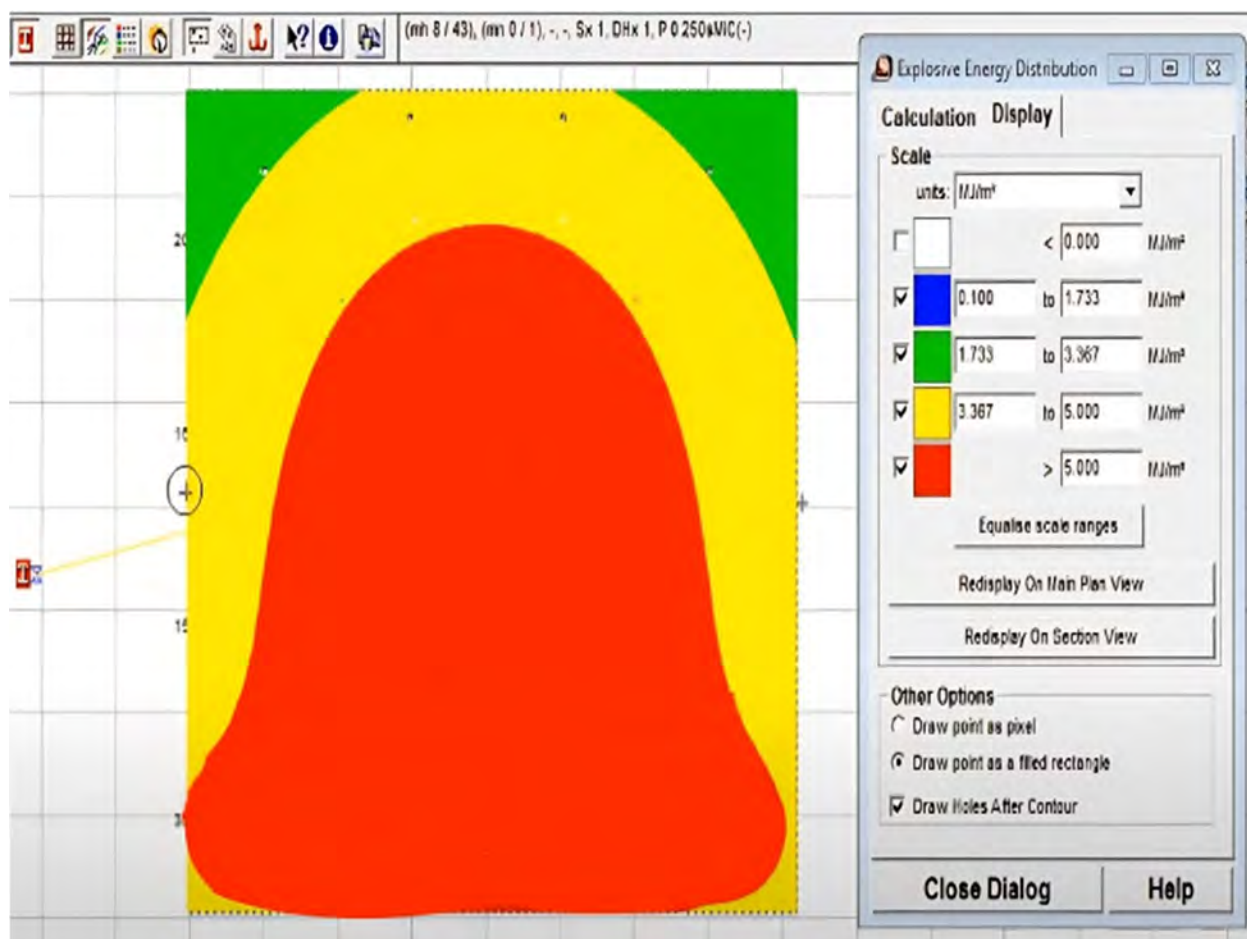 (mh 8 / 43), (mn 0 / 1), -, -, Sx 1, DHx 1, P 0.250
Explosive Energy Distribution
Calculation Display
Scale
units: MJ/m³
< 0.000 MJ/m³
0.100 to 1.733 MJ/m³
1.733 to 3.367 MJ/m³
3.367 to 5.000 MJ/m³
> 5.000 MJ/m³
Equalise scale ranges
Redisplay On Main Plan View
Redisplay On Section View
Other Options
Draw point as pixel
Draw point as a filled rectangle
Draw Holes After Contour
Close Dialog Help
20
15